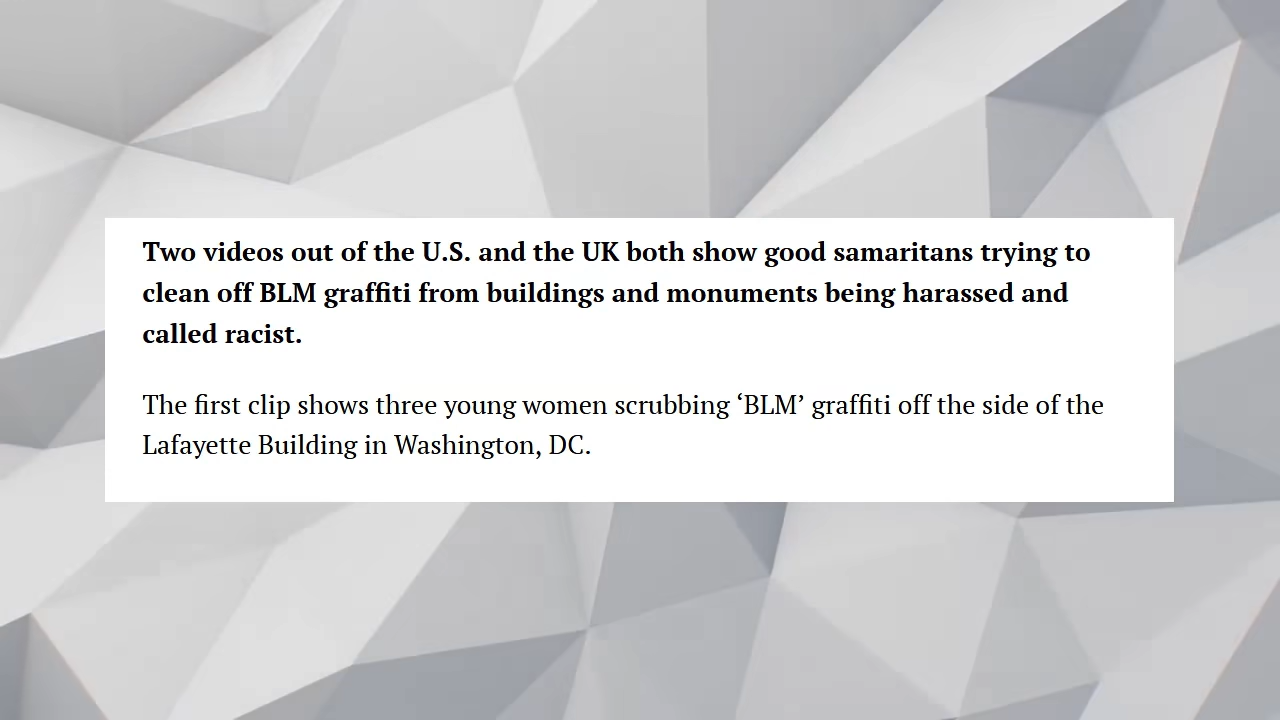 Two videos out of the U.S. and the UK both show good samaritans trying to
clean off BLM graffiti from buildings and monuments being harassed and
called racist.
The first clip shows three young women scrubbing ‘BLM’ graffiti off the side of the
Lafayette Building in Washington, DC.